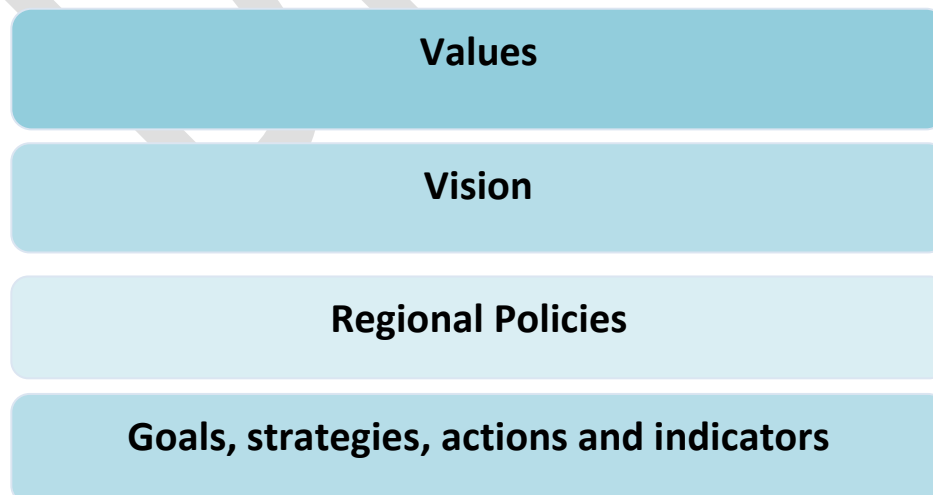 Values
Vision
Regional Policies
Goals, strategies, actions and indicators